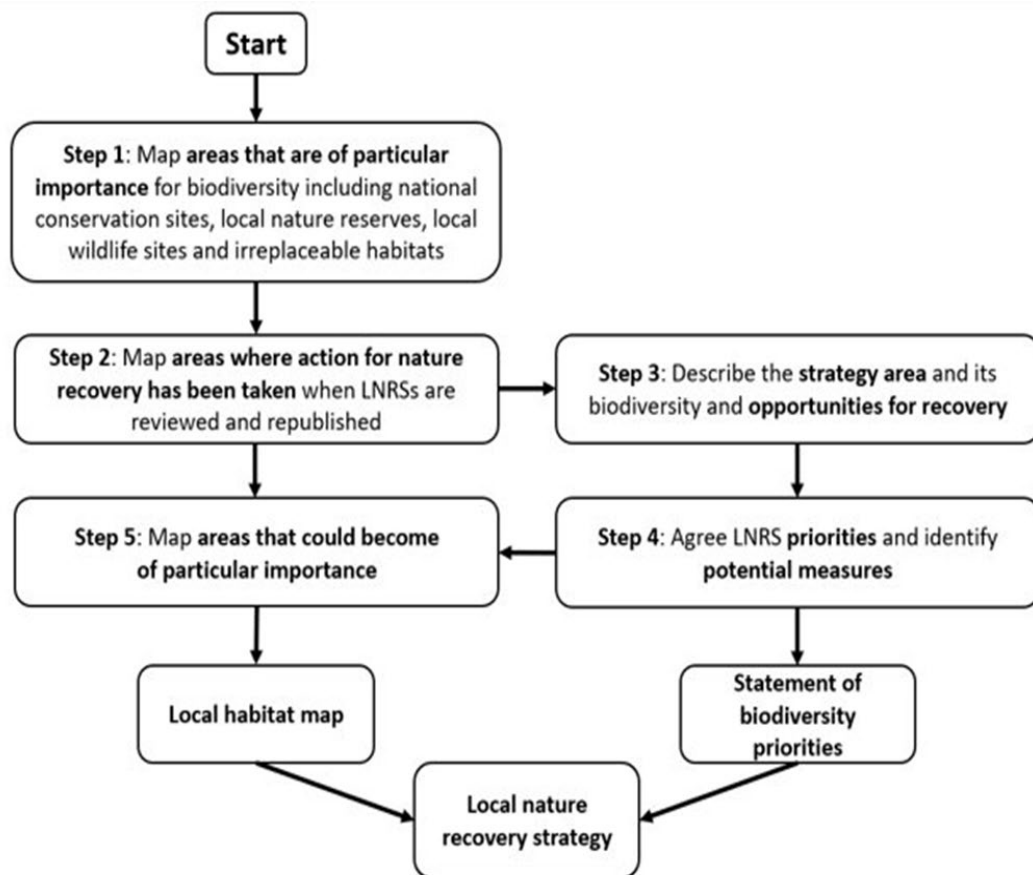 Start
Step 1: Map areas that are of particular
importance for biodiversity including national
conservation sites, local nature reserves, local
wildlife sites and irreplaceable habitats
Step 2: Map areas where action for nature
recovery has been taken when LNRSs are
reviewed and republished
Step 3: Describe the strategy area and its
biodiversity and opportunities for recovery
Step 4: Agree LNRS priorities and identify
potential measures
Step 5: Map areas that could become
of particular importance
Local habitat map
Statement of
biodiversity
priorities
Local nature
recovery strategy